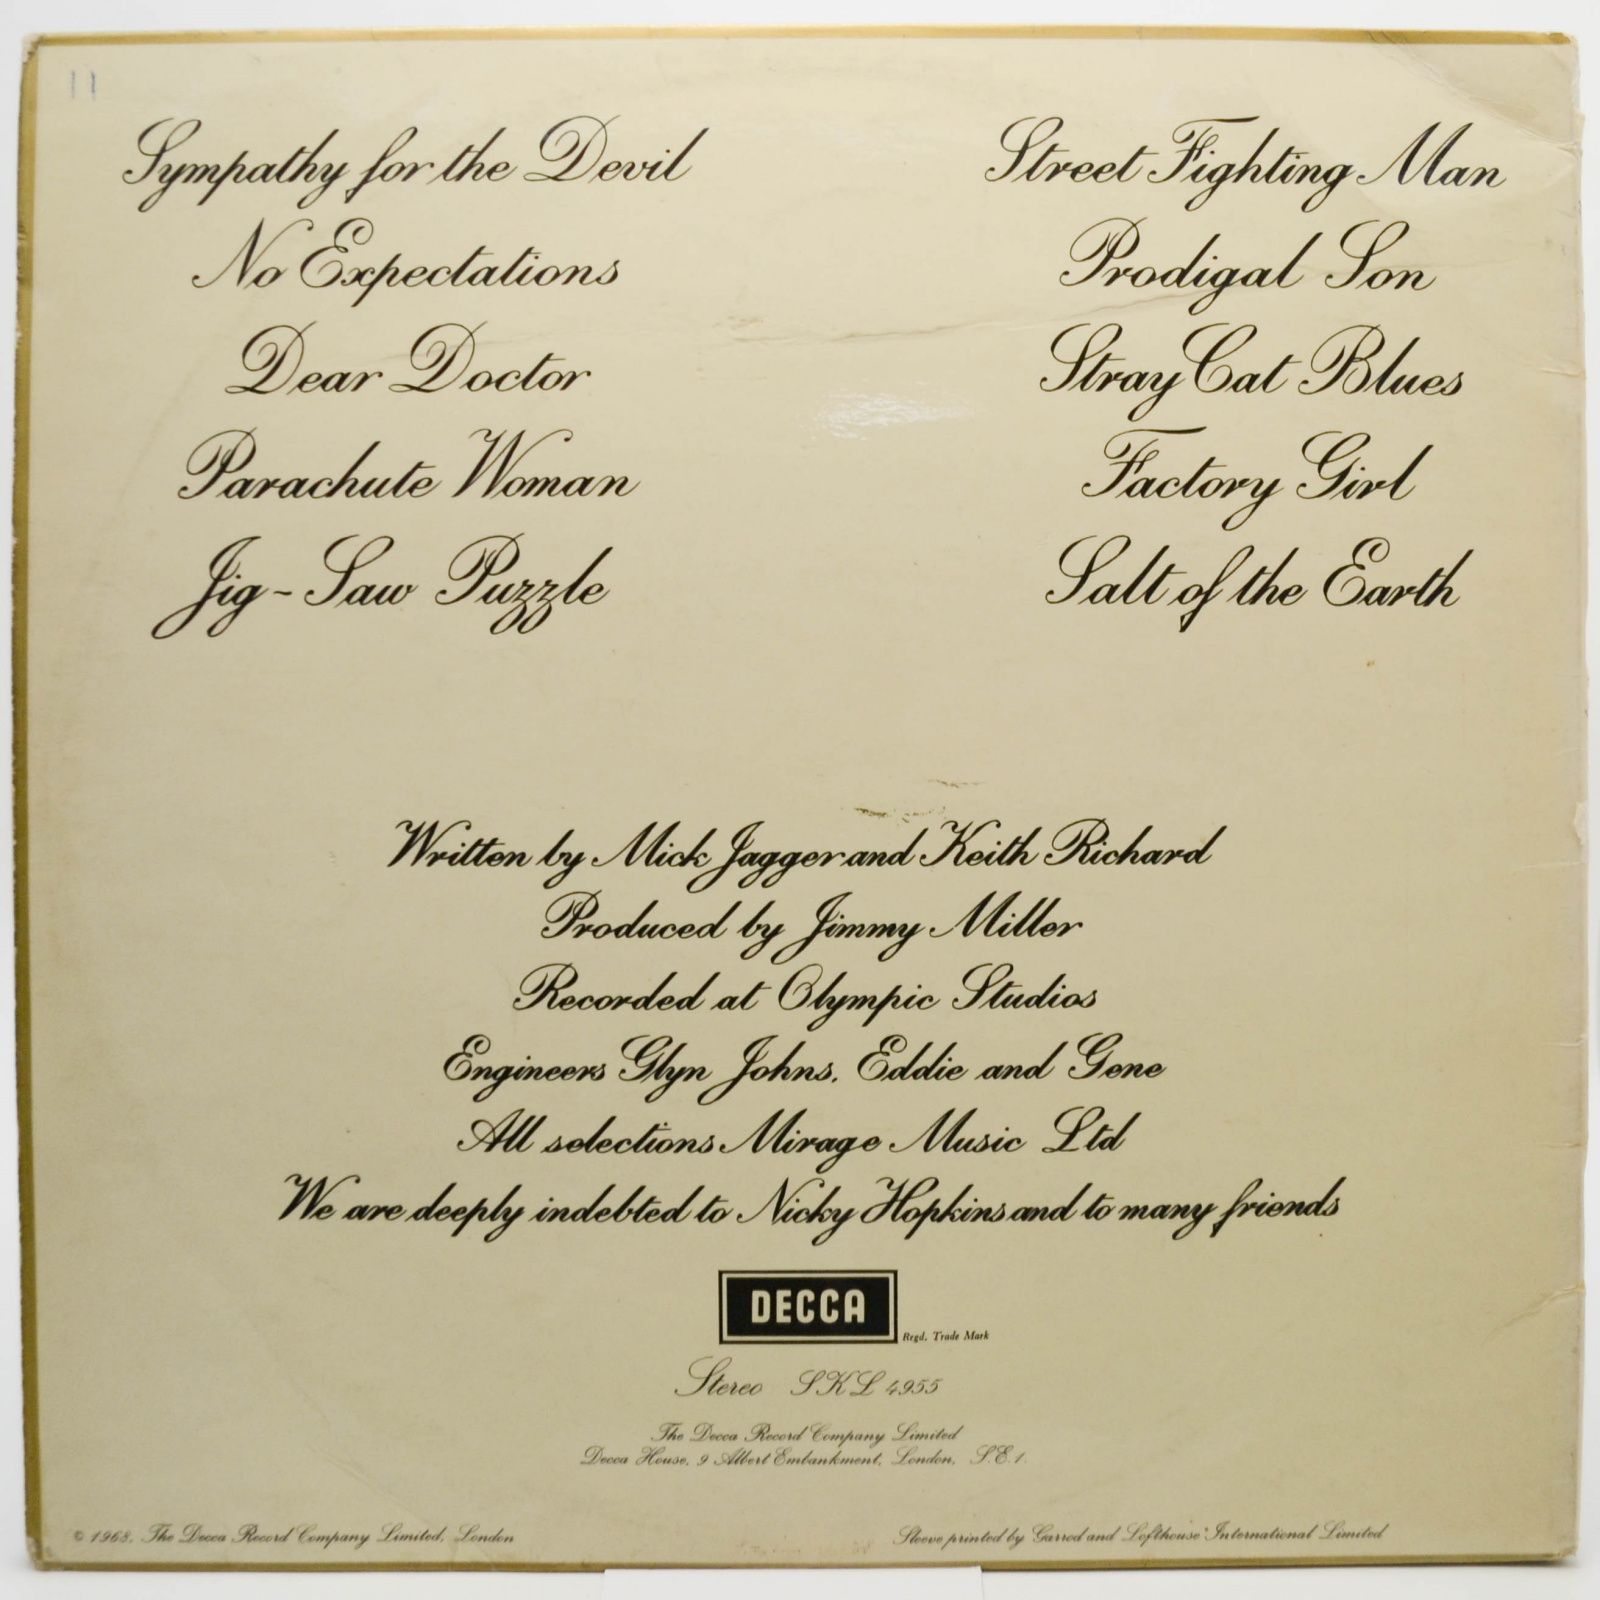 11
Sympathy for the Devil
No Expectations
Dear Doctor
Parachute Woman
Jig-Saw Puzzle
Street Fighting Man
Prodigal Son
Stray Cat Blues
Factory Girl
Salt of the Earth
Written by Mick Jagger and Keith Richard
Produced by Jimmy Miller
Recorded at Olympic Studios
Engineers Glyn Johns, Eddie and Gene
All selections Mirage Music Ltd
We are deeply indebted to Nicky Hopkins and to many friends
DECCA
Regd. Trade Mark
Stereo SKL 4955
The Decca Record Company Limited
Decca House, 9 Albert Embankment, London, S.E.1.
© 1968, The Decca Record Company Limited, London
Sleeve printed by Garrod and Lofthouse International Limited